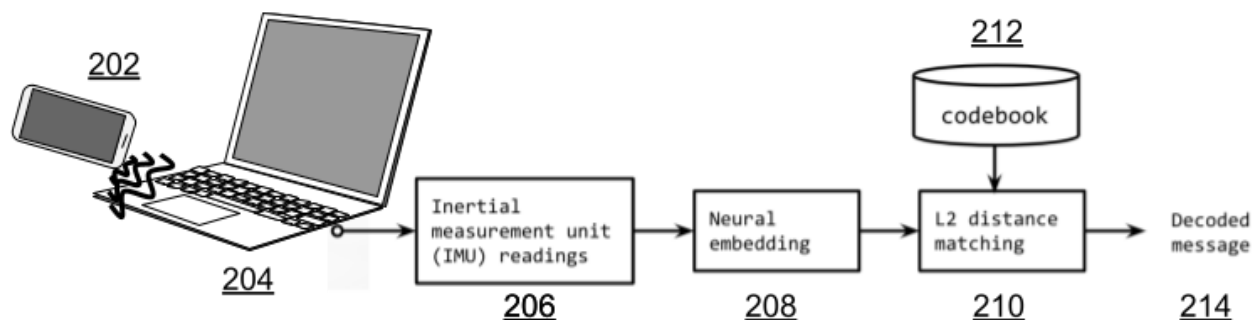 212
202
codebook
Inertial
measurement unit
(IMU) readings
Neural
embedding
L2 distance
matching
Decoded
message
204
206
208
210
214